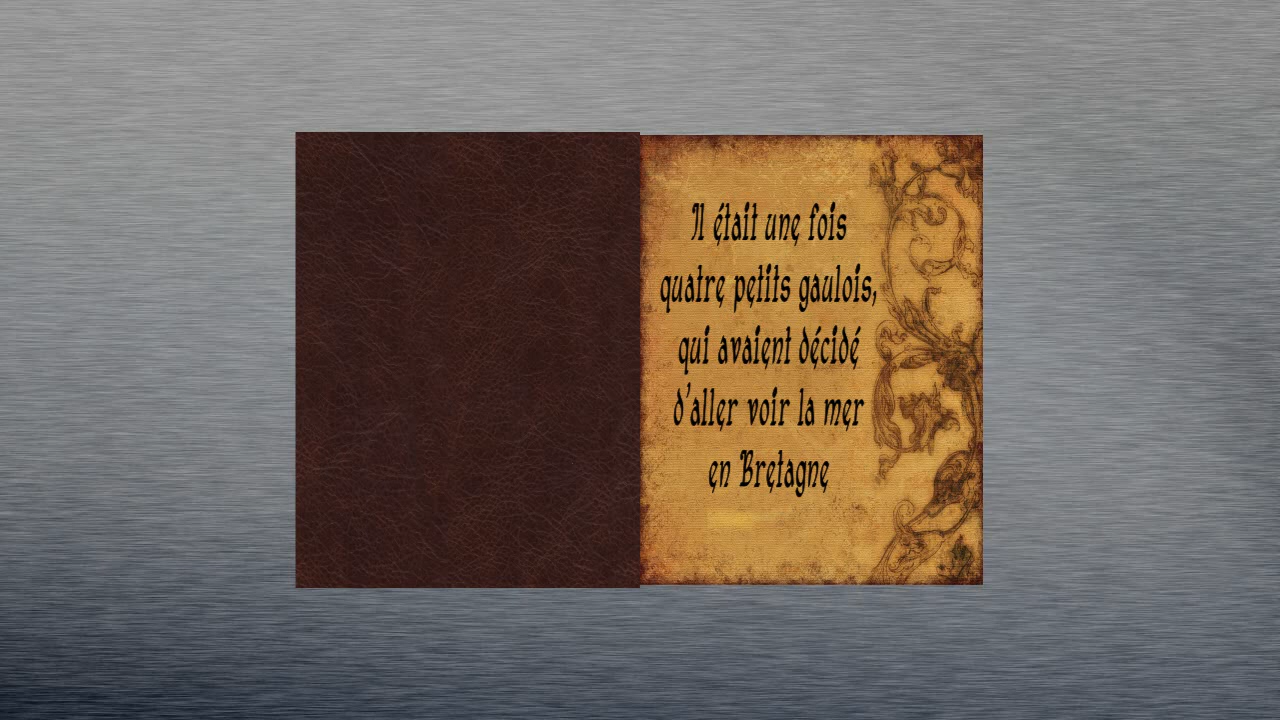 Il était une fois
quatre petits gaulois,
qui avaient décidé
d'aller voir la mer
en Bretagne